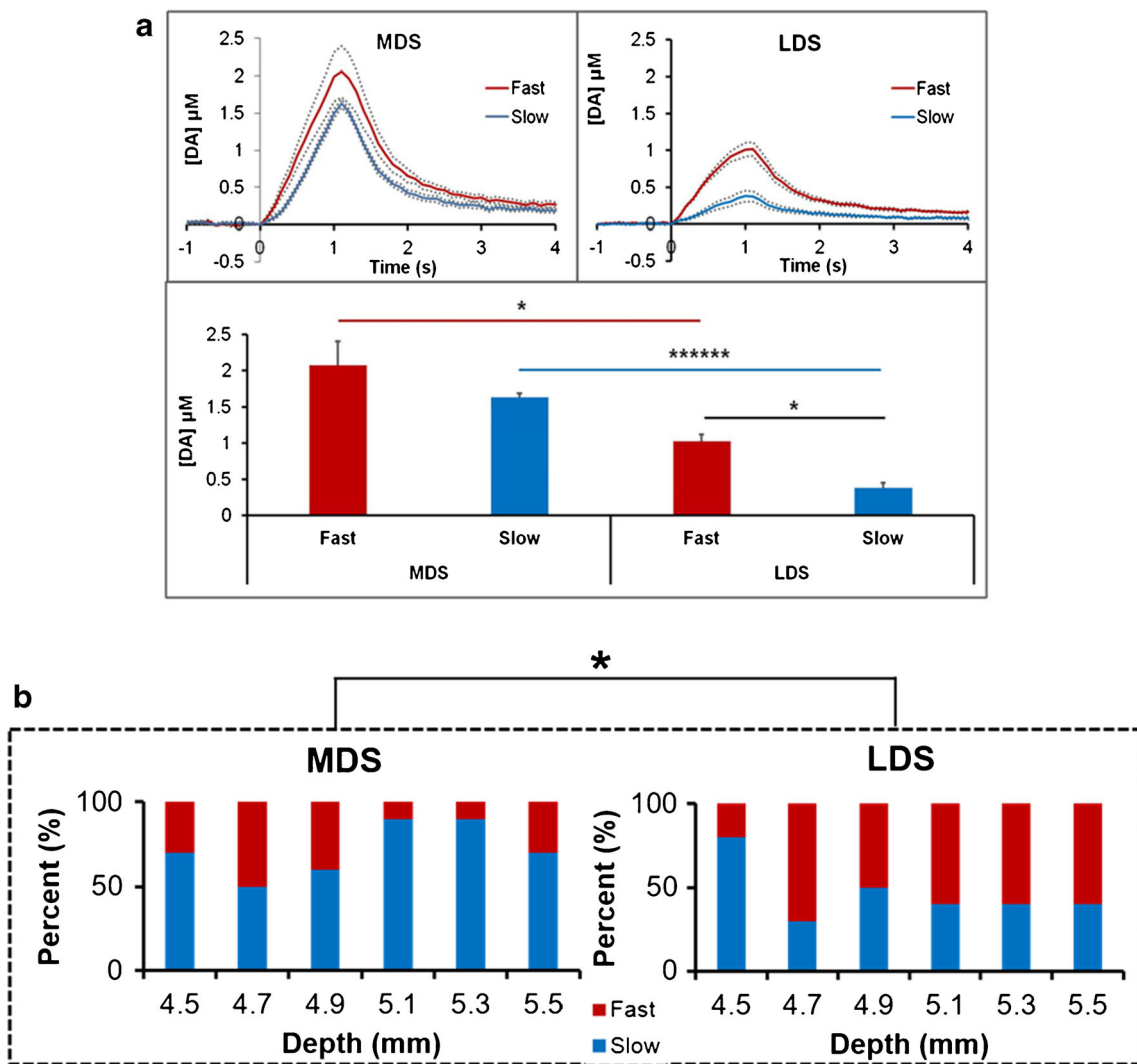 a
MDS
2.5
2
1.5
1
0.5
0
-0.5
[DA] µM
-1 0 1 2 3 4
Time (s)
Fast
Slow
LDS
2.5
2
1.5
1
0.5
0
-0.5
[DA] µM
-1 0 1 2 3 4
Time (s)
Fast
Slow
[DA] µM
2.5
2
1.5
1
0.5
0
*
******
*
Fast Slow Fast Slow
MDS LDS
b
*
MDS
Percent (%)
100
50
0
4.5 4.7 4.9 5.1 5.3 5.5
Depth (mm)
LDS
Percent (%)
100
50
0
4.5 4.7 4.9 5.1 5.3 5.5
Depth (mm)
Fast
Slow